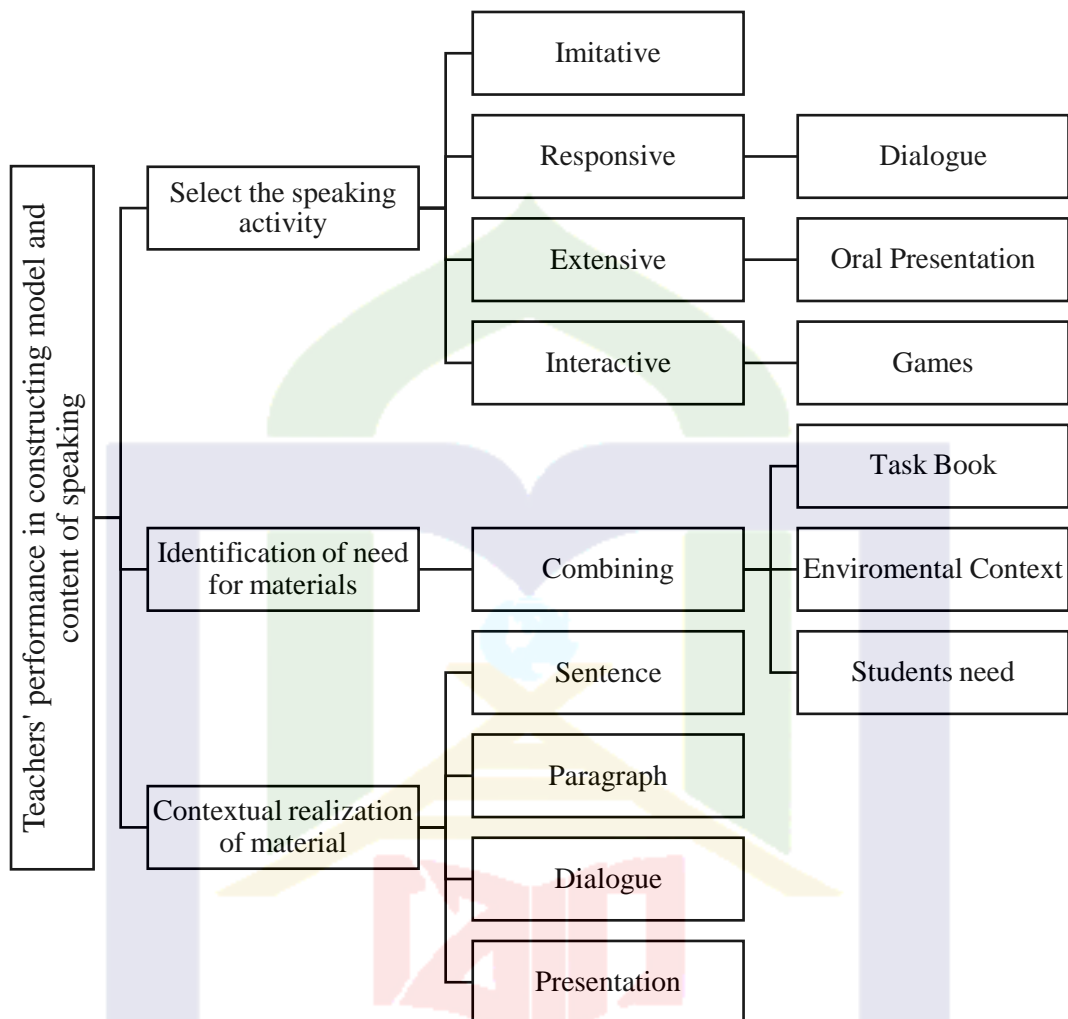 Teachers' performance in constructing model and
content of speaking
Select the speaking
activity
Imitative
Responsive
Dialogue
Extensive
Oral Presentation
Interactive
Games
Identification of need
for materials
Combining
Task Book
Enviromental Context
Students need
Contextual realization
of material
Sentence
Paragraph
Dialogue
Presentation